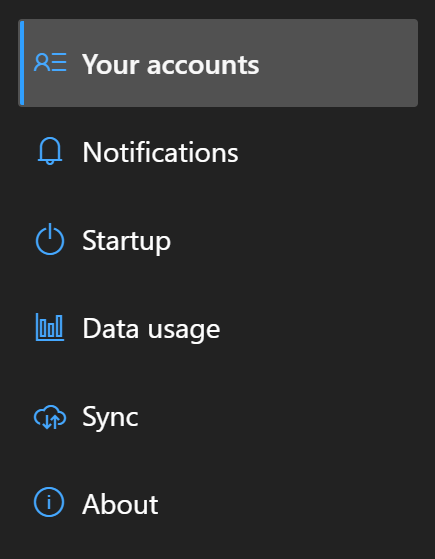 Your accounts
Notifications
Startup
Data usage
Sync
About